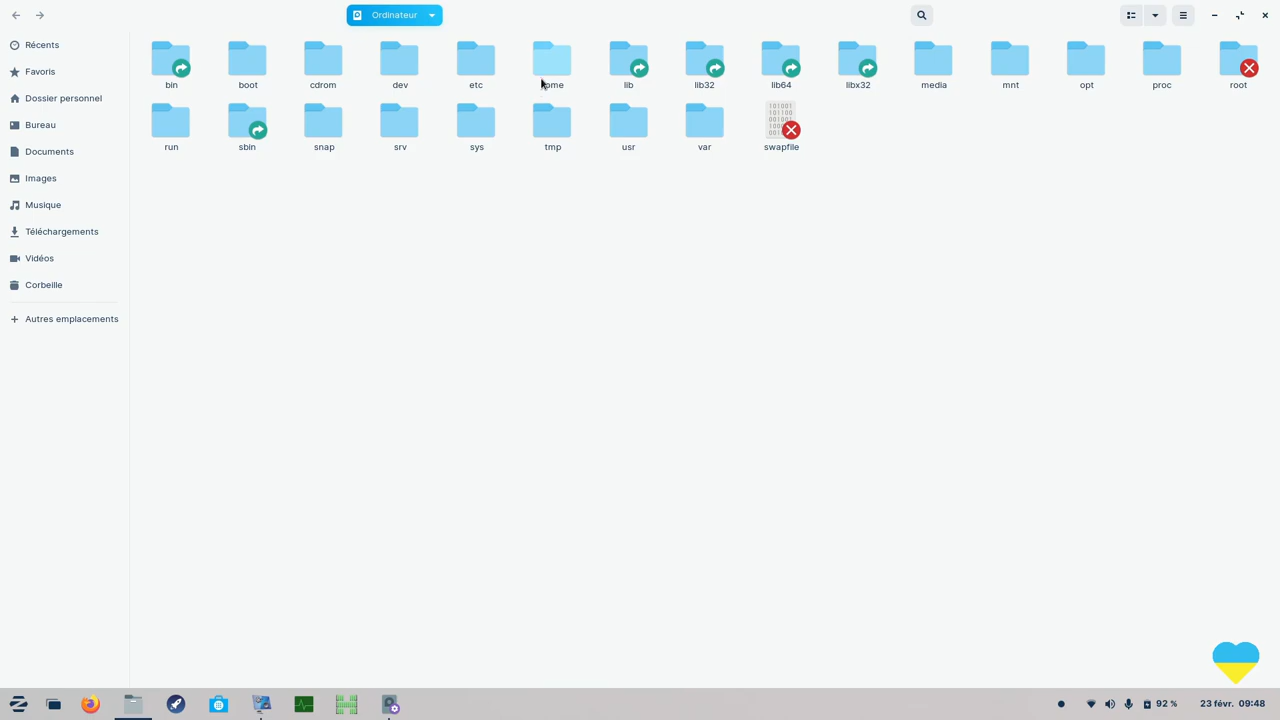 Ordinateur
Récents
Favoris
Dossier personnel
Bureau
Documents
Images
Musique
Téléchargements
Vidéos
Corbeille
Autres emplacements
bin boot cdrom dev etc home lib lib32 lib64 libx32 media mnt opt proc root
run sbin snap srv sys tmp usr var swapfile
92 % 23 févr. 09:48